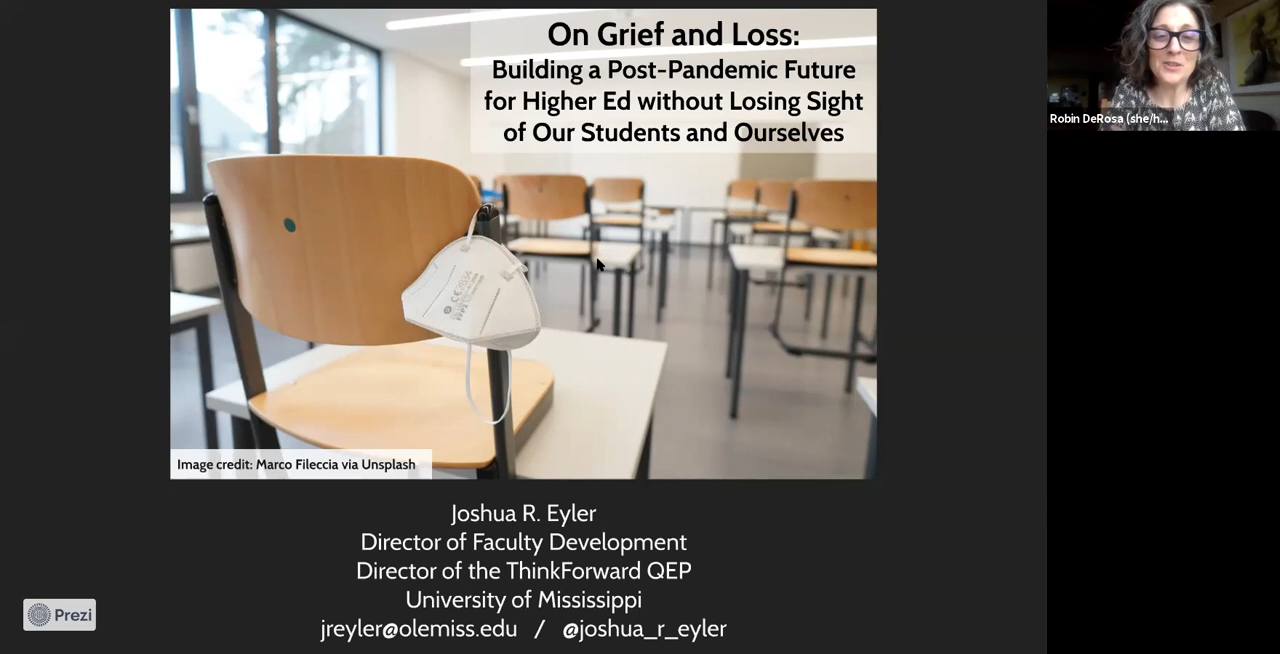 On Grief and Loss:
Building a Post-Pandemic Future
for Higher Ed without Losing Sight
of Our Students and Ourselves
Robin DeRosa (she/h...
Image credit: Marco Fileccia via Unsplash
Joshua R. Eyler
Director of Faculty Development
Director of the ThinkForward QEP
University of Mississippi
jreyler@olemiss.edu / @joshua_r_eyler
Prezi